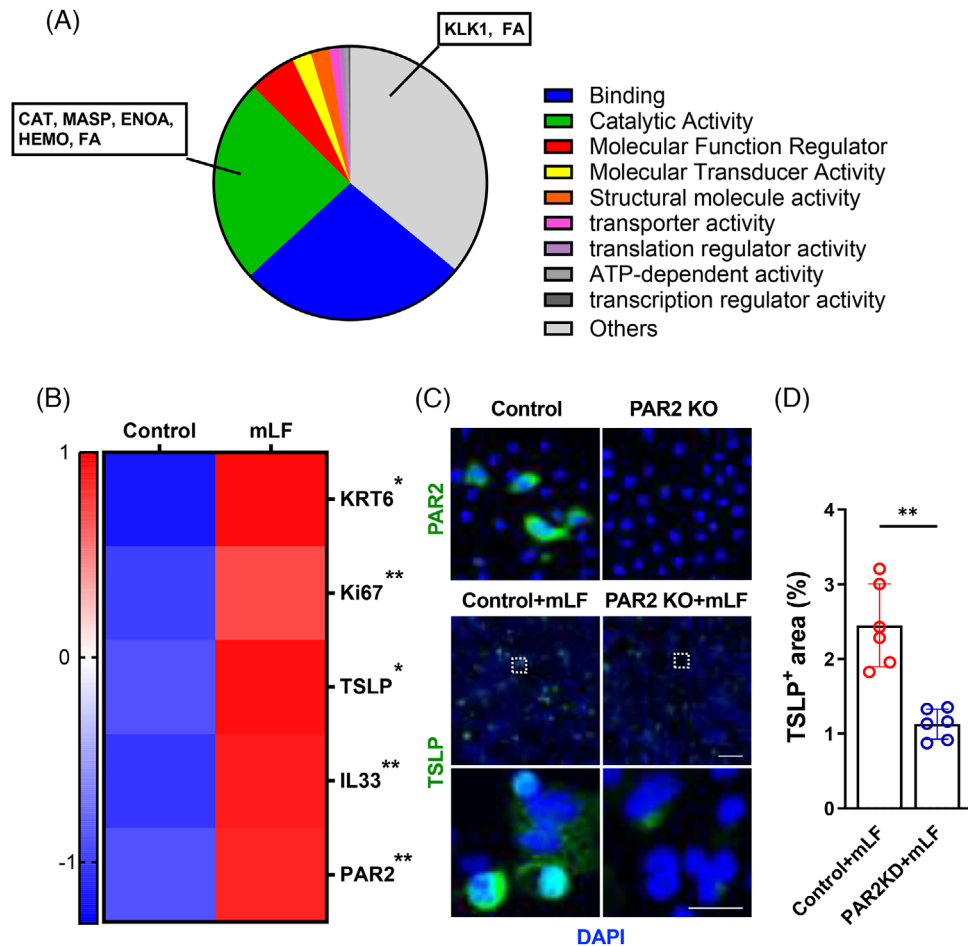 (A)
KLK1, FA
CAT, MASP, ENOA,
HEMO, FA
Binding
Catalytic Activity
Molecular Function Regulator
Molecular Transducer Activity
Structural molecule activity
transporter activity
translation regulator activity
ATP-dependent activity
transcription regulator activity
Others
(B)
Control mLF
1
0
-1
KRT6*
Ki67**
TSLP*
IL33**
PAR2**
(C)
Control PAR2 KO
PAR2
Control+mLF PAR2 KO+mLF
TSLP
DAPI
(D)
**
TSLP+ area (%)
4
3
2
1
0
Control+mLF
PAR2KD+mLF